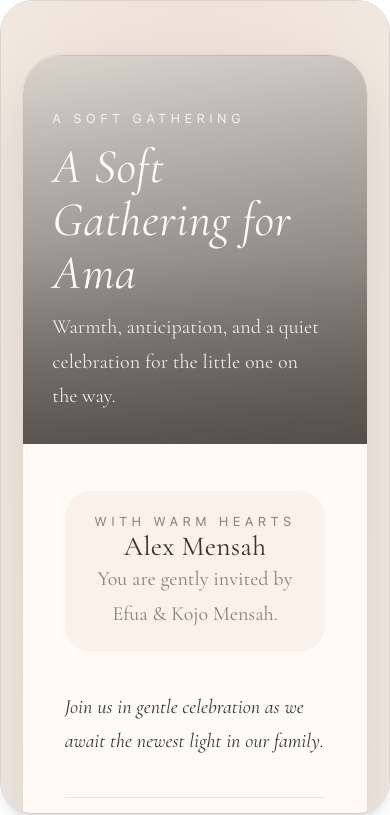 A SOFT GATHERING
A Soft
Gathering for
Ama
Warmth, anticipation, and a quiet
celebration for the little one on
the way.
WITH WARM HEARTS
Alex Mensah
You are gently invited by
Efua & Kojo Mensah.
Join us in gentle celebration as we
await the newest light in our family.